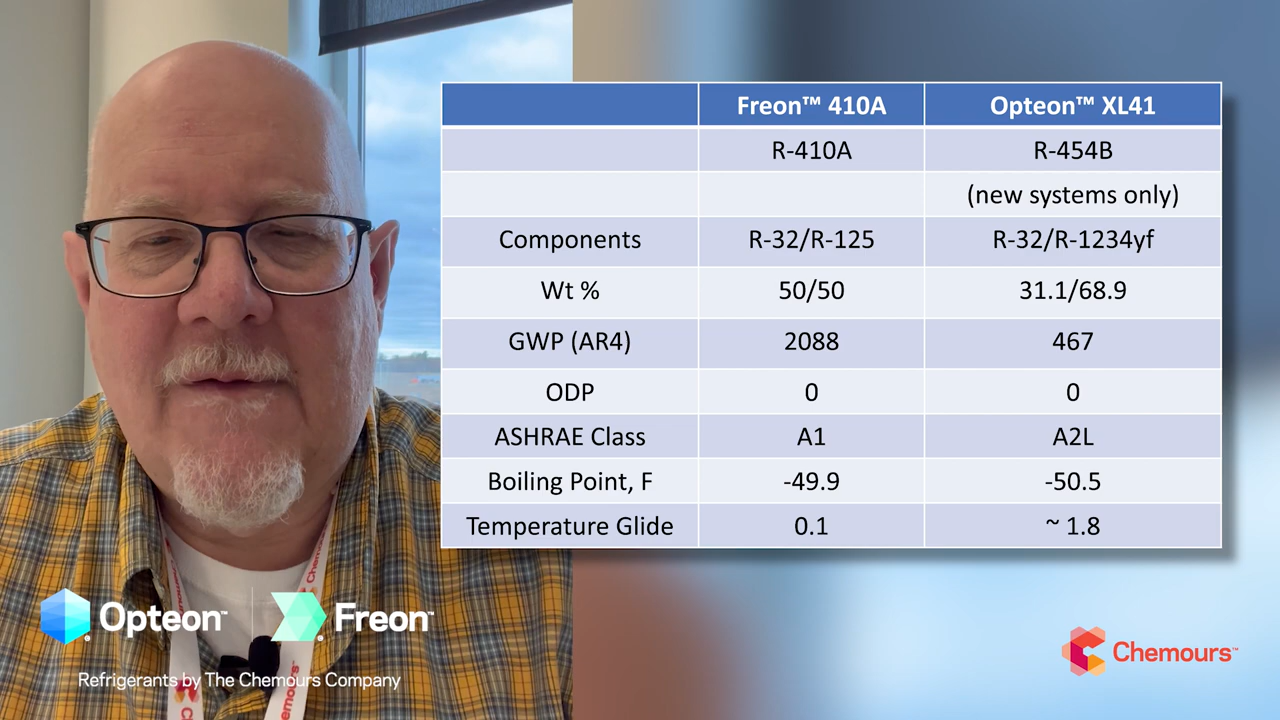 Freon™ 410A Opteon™ XL41
R-410A R-454B
(new systems only)
Components R-32/R-125 R-32/R-1234yf
Wt % 50/50 31.1/68.9
GWP (AR4) 2088 467
ODP 0 0
ASHRAE Class A1 A2L
Boiling Point, F -49.9 -50.5
Temperature Glide 0.1 ~ 1.8
Opteon™ Freon™
Refrigerants by The Chemours Company
Chemours™